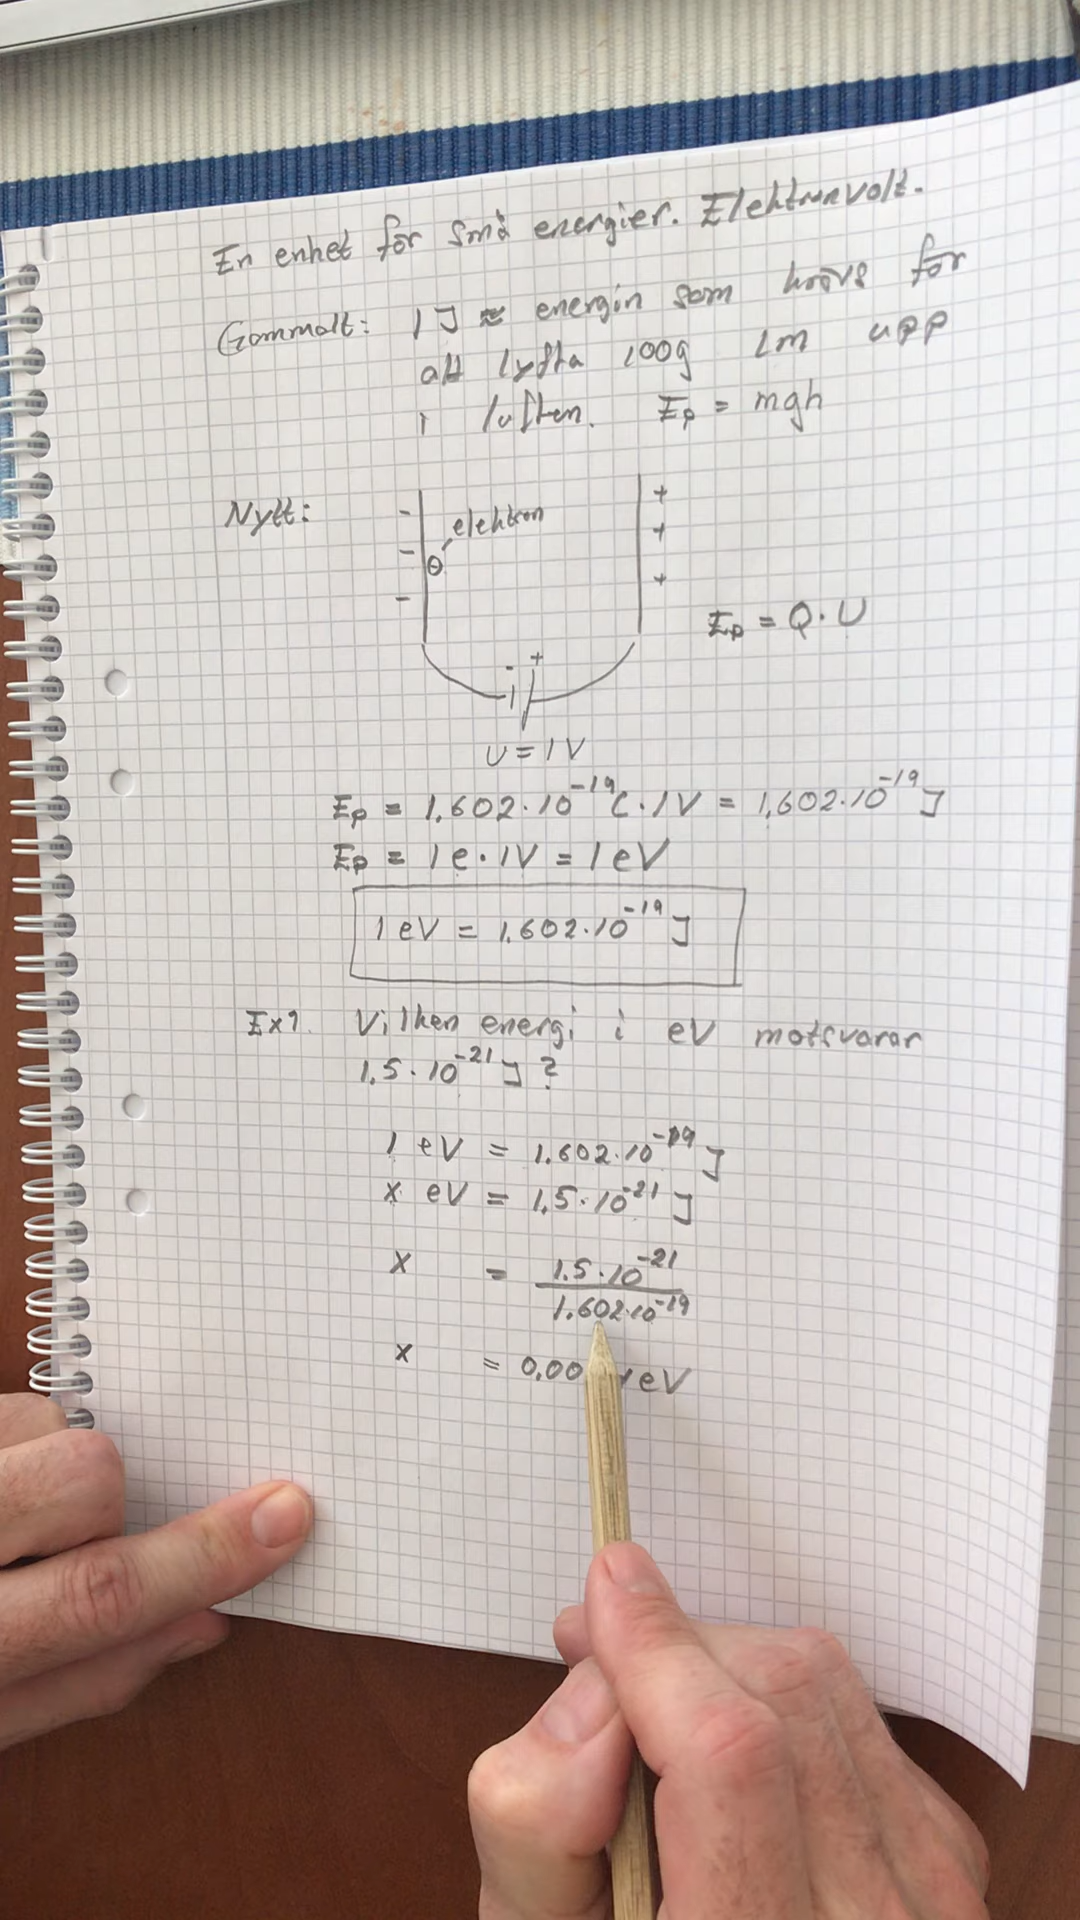 En enhet för små energier. Elektronvolt.
Gammalt: 1 J ≈ energin som krävs för
att lyfta 100g 1m upp
i luften. Ep = mgh
Nytt:
- +
elektron
- +
⊖
- +
Ep = Q·U
- +
U = 1V
Ep = 1,602·10^-19 C·1V = 1,602·10^-19 J
Ep = 1e·1V = 1eV
1 eV = 1,602·10^-19 J
Ex1. Vilken energi i eV motsvarar
1,5·10^-21 J?
1 eV = 1,602·10^-19 J
x eV = 1,5·10^-21 J
x = 1,5·10^-21 / 1,602·10^-19
x = 0,00 eV